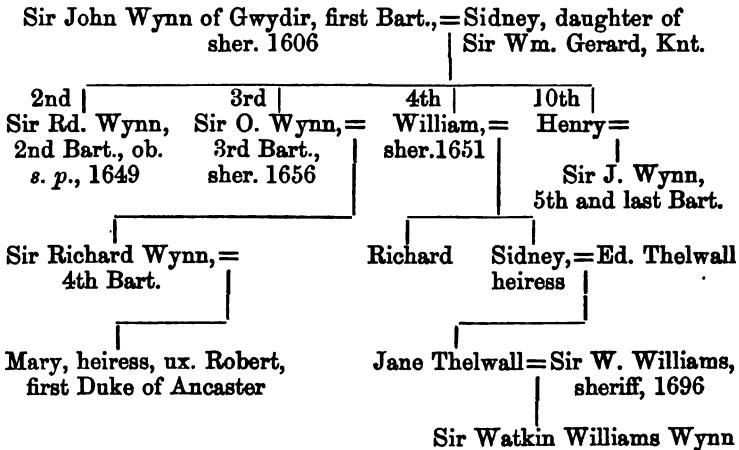 Sir John Wynn of Gwydir, first Bart.,=Sidney, daughter of
sher. 1606 Sir Wm. Gerard, Knt.
2nd 3rd 4th 10th
Sir Rd. Wynn, Sir O. Wynn,= William,= Henry=
2nd Bart., ob. 3rd Bart., sher.1651
s. p., 1649 sher. 1656 Sir J. Wynn,
5th and last Bart.
Sir Richard Wynn,= Richard Sidney,=Ed. Thelwall
4th Bart. heiress
Mary, heiress, ux. Robert, Jane Thelwall=Sir W. Williams,
first Duke of Ancaster sheriff, 1696
Sir Watkin Williams Wynn